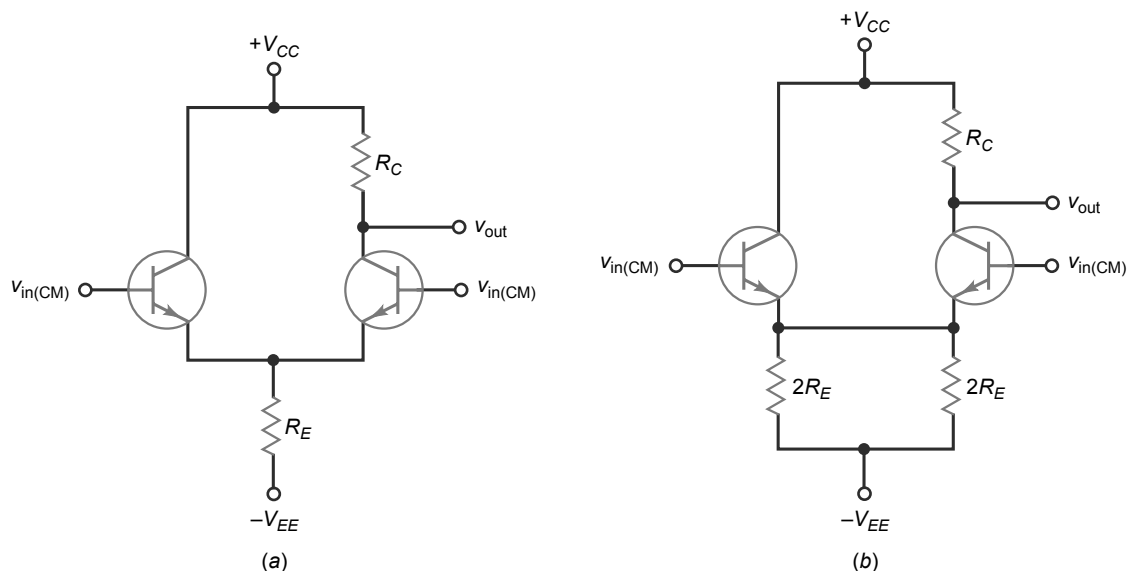 +VCC
RC
vout
vin(CM)
vin(CM)
RE
–VEE
(a)
+VCC
RC
vout
vin(CM)
vin(CM)
2RE
2RE
–VEE
(b)